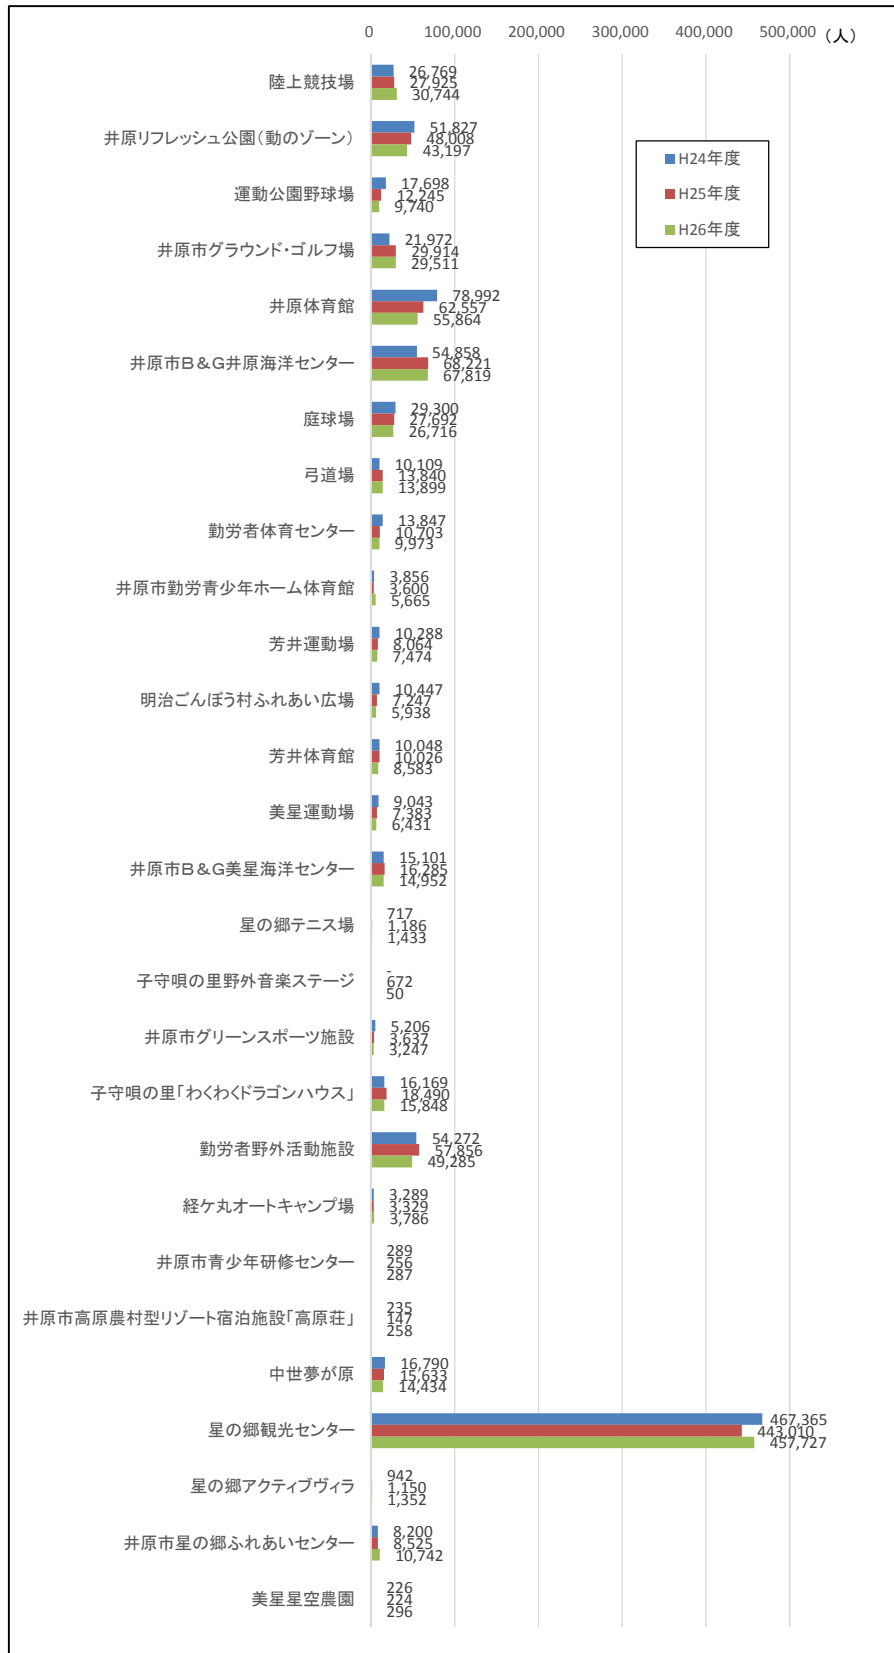 0 100,000 200,000 300,000 400,000 500,000 (人)
H24年度
H25年度
H26年度
陸上競技場
26,769
27,925
30,744
井原リフレッシュ公園(動のゾーン)
51,827
48,008
43,197
運動公園野球場
17,698
12,245
9,740
井原市グラウンド・ゴルフ場
21,972
29,914
29,511
井原体育館
78,992
62,557
55,864
井原市B&G井原海洋センター
54,858
68,221
67,819
庭球場
29,300
27,692
26,716
弓道場
10,109
13,840
13,899
勤労者体育センター
13,847
10,703
9,973
井原市勤労青少年ホーム体育館
3,856
3,600
5,665
芳井運動場
10,288
8,064
7,474
明治ごんぼう村ふれあい広場
10,447
7,247
5,938
芳井体育館
10,048
10,026
8,583
美星運動場
9,043
7,383
6,431
井原市B&G美星海洋センター
15,101
16,285
14,952
星の郷テニス場
717
1,186
1,433
子守唄の里野外音楽ステージ
-
672
50
井原市グリーンスポーツ施設
5,206
3,637
3,247
子守唄の里「わくわくドラゴンハウス」
16,169
18,490
15,848
勤労者野外活動施設
54,272
57,856
49,285
経ケ丸オートキャンプ場
3,289
3,329
3,786
井原市青少年研修センター
289
256
287
井原市高原農村型リゾート宿泊施設「高原荘」
235
147
258
中世夢が原
16,790
15,633
14,434
星の郷観光センター
467,365
443,010
457,727
星の郷アクティブヴィラ
942
1,150
1,352
井原市星の郷ふれあいセンター
8,200
8,525
10,742
美星星空農園
226
224
296